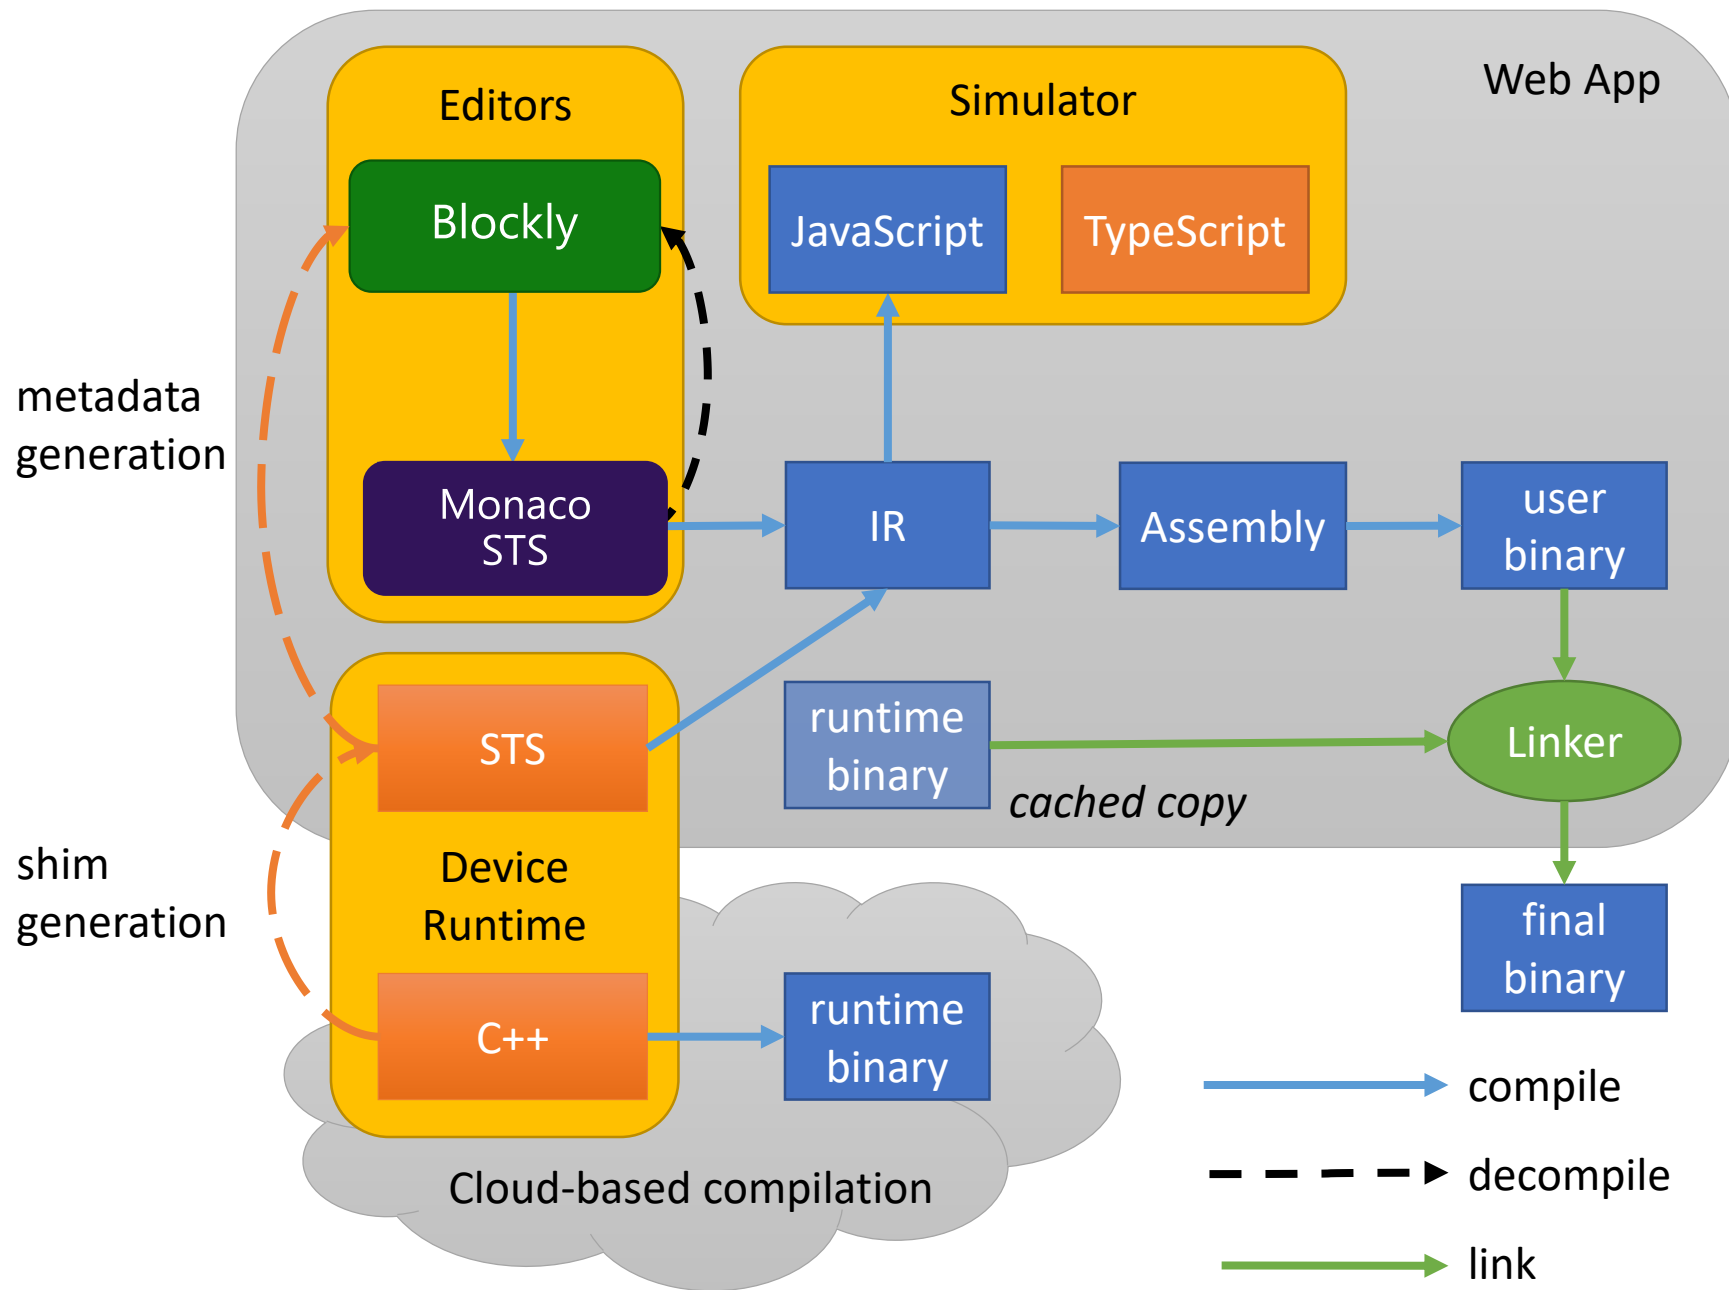 Web App
Editors
Simulator
Blockly
JavaScript
TypeScript
metadata
generation
Monaco
STS
IR
Assembly
user
binary
STS
runtime
binary
Linker
cached copy
shim
generation
Device
Runtime
final
binary
C++
runtime
binary
compile
Cloud-based compilation
decompile
link